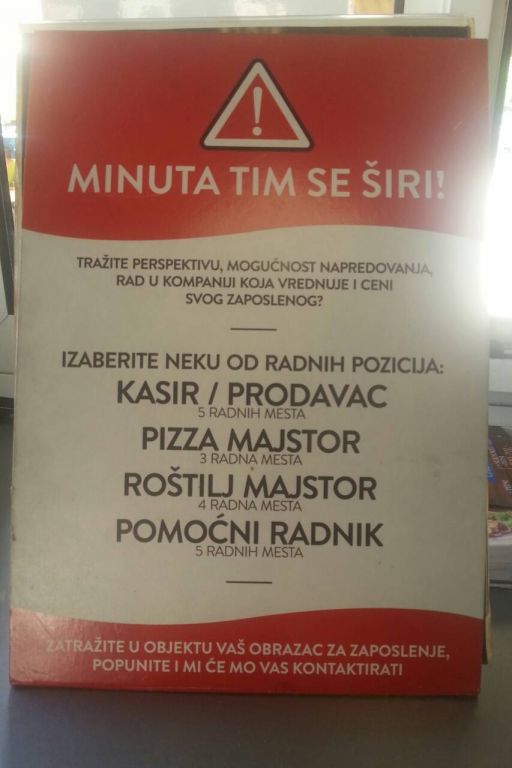 MINUTA TIM SE ŠIRI!
TRAŽITE PERSPEKTIVU, MOGUĆNOST NAPREDOVANJA,
RAD U KOMPANIJI KOJA VREDNUJE I CENI
SVOG ZAPOSLENOG?
IZABERITE NEKU OD RADNIH POZICIJA:
KASIR / PRODAVAC
5 RADNIH MESTA
PIZZA MAJSTOR
3 RADNA MESTA
ROŠTILJ MAJSTOR
4 RADNA MESTA
POMOĆNI RADNIK
5 RADNIH MESTA
ZATRAŽITE U OBJEKTU VAŠ OBRAZAC ZA ZAPOSLENJE,
POPUNITE I MI ĆE MO VAS KONTAKTIRATI